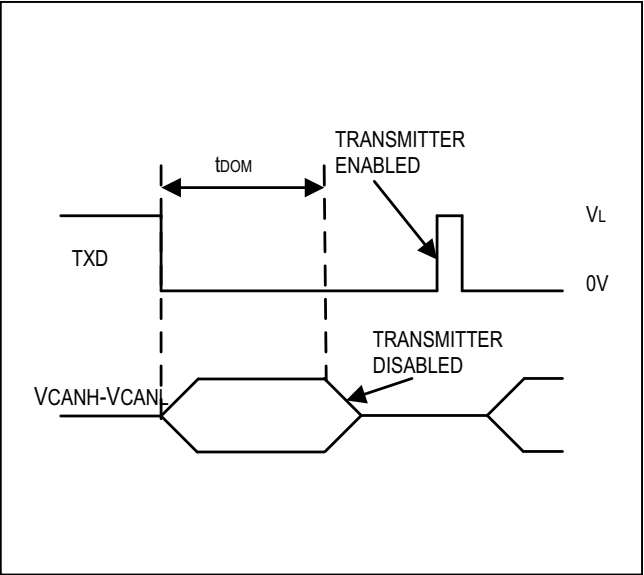 TRANSMITTER
ENABLED
tDOM
VL
TXD
0V
TRANSMITTER
DISABLED
VCANH-VCANL